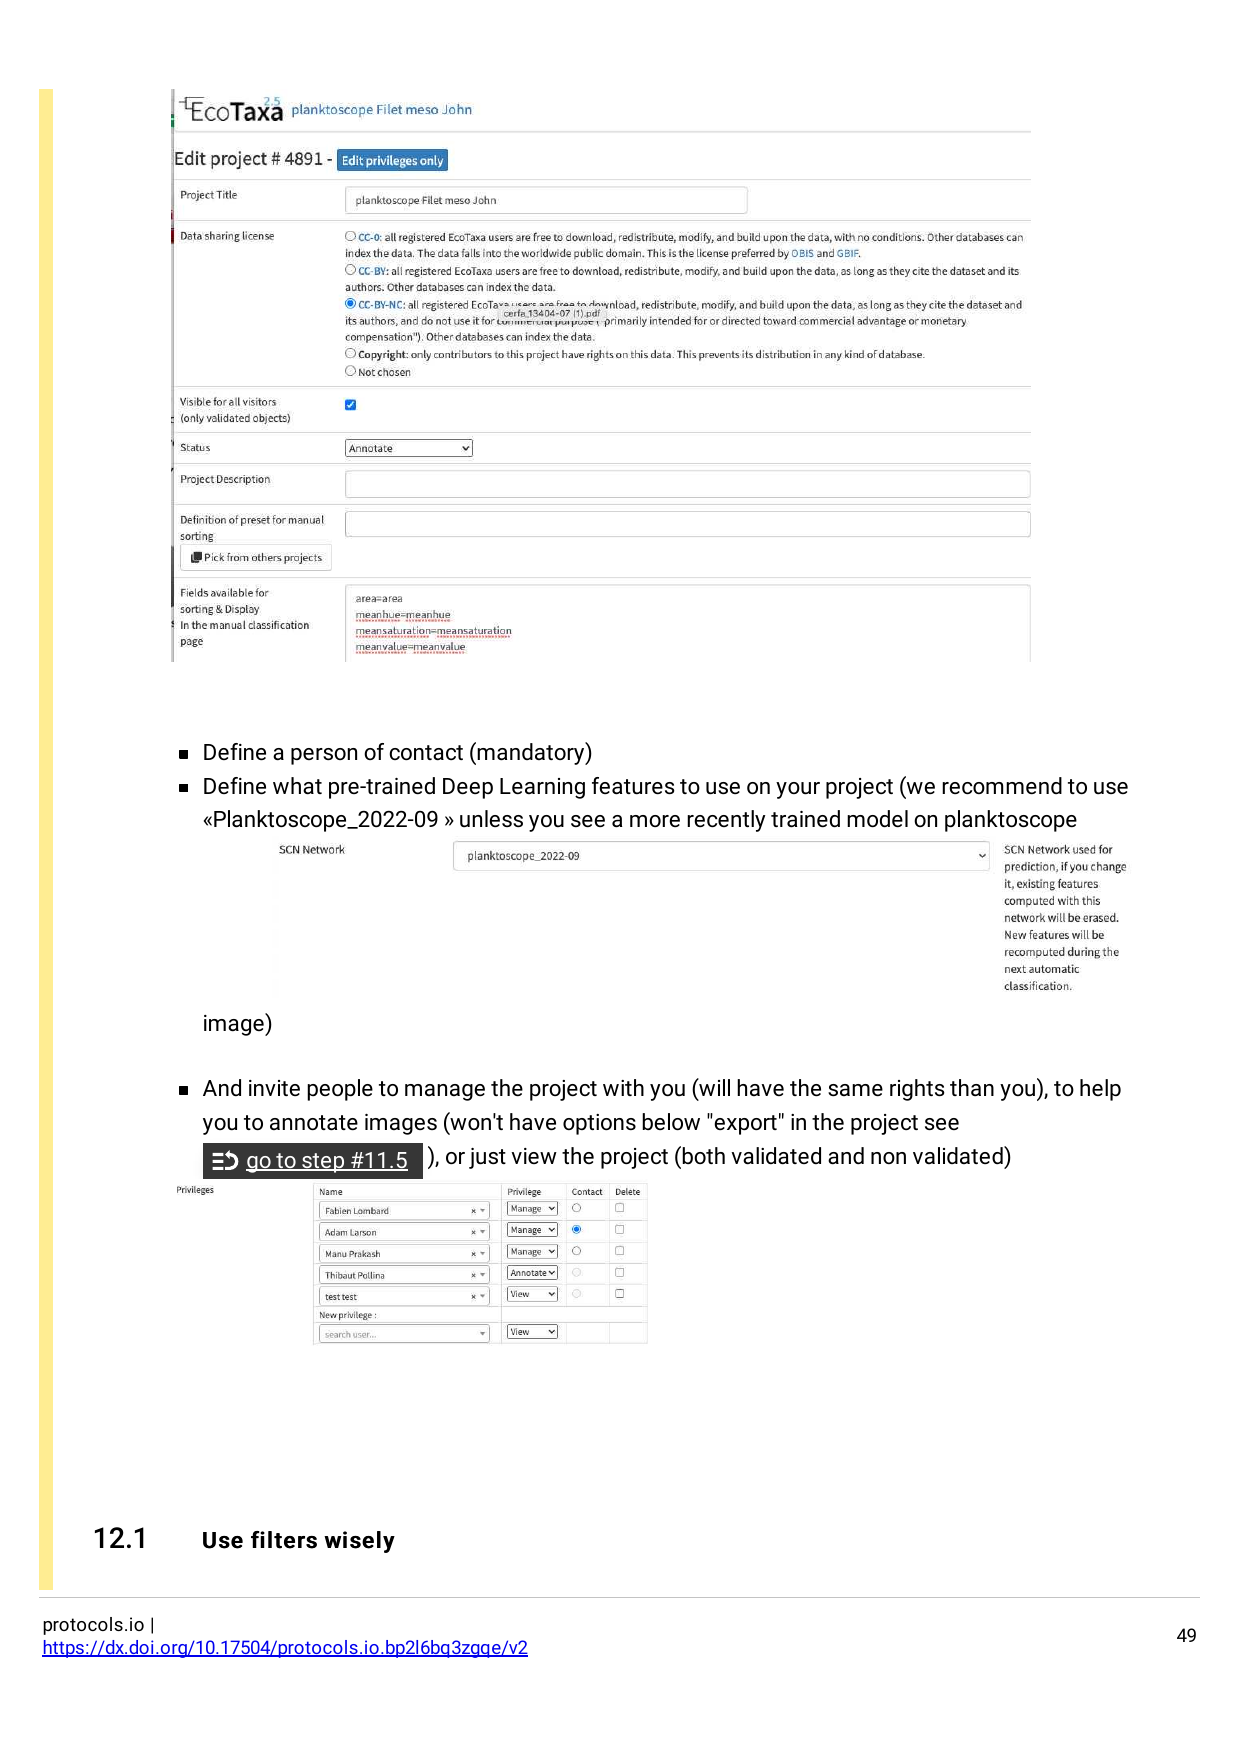 EcoTaxa 2.5 planktoscope Filet meso John
Edit project # 4891 - Edit privileges only
Project Title
planktoscope Filet meso John
Data sharing license
CC-0: all registered EcoTaxa users are free to download, redistribute, modify, and build upon the data, with no conditions. Other databases can
index the data. The data falls into the worldwide public domain. This is the license preferred by OBIS and GBIF.
CC-BY: all registered EcoTaxa users are free to download, redistribute, modify, and build upon the data, as long as they cite the dataset and its
authors. Other databases can index the data.
CC-BY-NC: all registered EcoTaxa users are free to download, redistribute, modify, and build upon the data, as long as they cite the dataset and
cerfa_13404-07 (1).pdf
its authors, and do not use it for commercial purpose ("primarily intended for or directed toward commercial advantage or monetary
compensation"). Other databases can index the data.
Copyright: only contributors to this project have rights on this data. This prevents its distribution in any kind of database.
Not chosen
Visible for all visitors
(only validated objects)
Status
Annotate
Project Description
Definition of preset for manual
sorting
Pick from others projects
Fields available for
sorting & Display
In the manual classification
page
area=area
meanhue=meanhue
meansaturation=meansaturation
meanvalue=meanvalue
Define a person of contact (mandatory)
Define what pre-trained Deep Learning features to use on your project (we recommend to use
«Planktoscope_2022-09 » unless you see a more recently trained model on planktoscope
SCN Network
planktoscope_2022-09
SCN Network used for
prediction, if you change
it, existing features
computed with this
network will be erased.
New features will be
recomputed during the
next automatic
classification.
image)
And invite people to manage the project with you (will have the same rights than you), to help
you to annotate images (won't have options below "export" in the project see
go to step #11.5 ), or just view the project (both validated and non validated)
Privileges
Name Privilege Contact Delete
Fabien Lombard × Manage
Adam Larson × Manage
Manu Prakash × Manage
Thibaut Pollina × Annotate
test test × View
New privilege :
search user... View
12.1 Use filters wisely
protocols.io |
https://dx.doi.org/10.17504/protocols.io.bp2l6bq3zgqe/v2
49